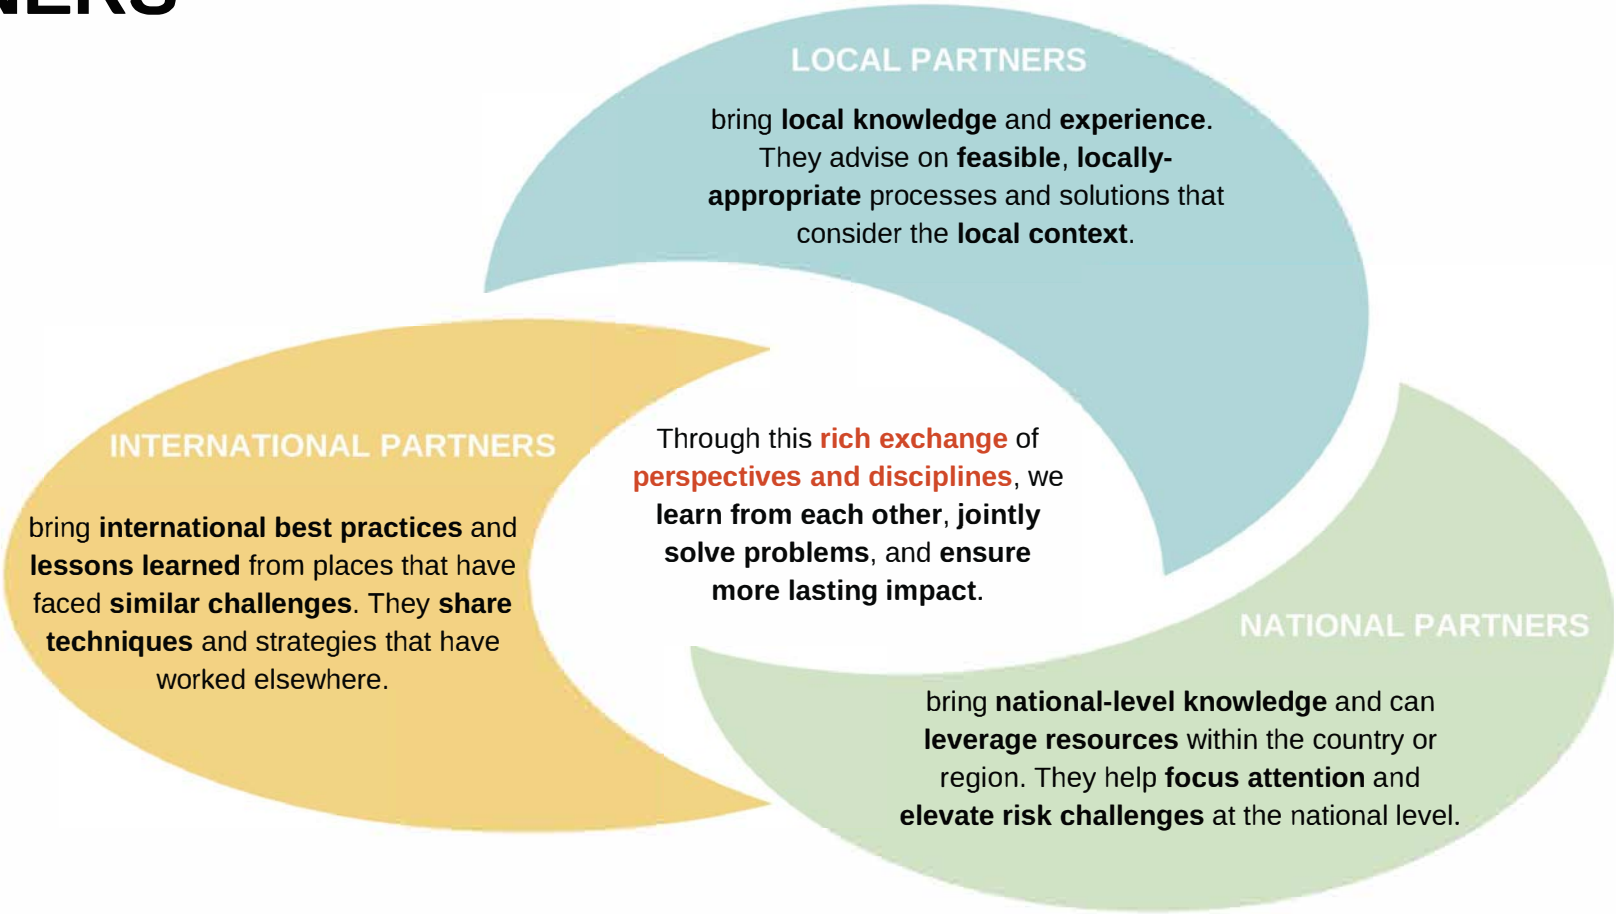 NERS
LOCAL PARTNERS
bring local knowledge and experience.
They advise on feasible, locally-
appropriate processes and solutions that
consider the local context.
INTERNATIONAL PARTNERS
bring international best practices and
lessons learned from places that have
faced similar challenges. They share
techniques and strategies that have
worked elsewhere.
Through this rich exchange of
perspectives and disciplines, we
learn from each other, jointly
solve problems, and ensure
more lasting impact.
NATIONAL PARTNERS
bring national-level knowledge and can
leverage resources within the country or
region. They help focus attention and
elevate risk challenges at the national level.